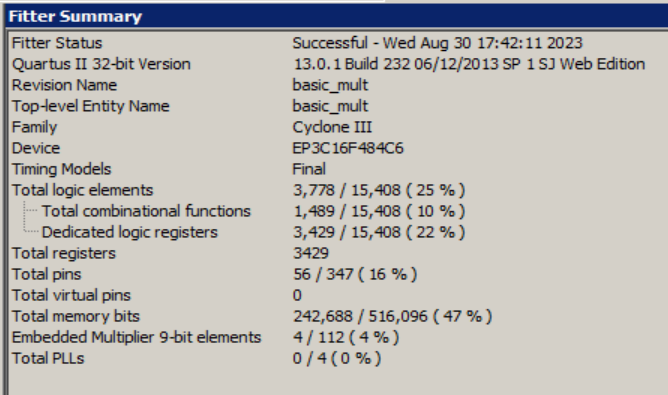 Fitter Summary
Fitter Status Successful - Wed Aug 30 17:42:11 2023
Quartus II 32-bit Version 13.0.1 Build 232 06/12/2013 SP 1 SJ Web Edition
Revision Name basic_mult
Top-level Entity Name basic_mult
Family Cyclone III
Device EP3C16F484C6
Timing Models Final
Total logic elements 3,778 / 15,408 ( 25 % )
Total combinational functions 1,489 / 15,408 ( 10 % )
Dedicated logic registers 3,429 / 15,408 ( 22 % )
Total registers 3429
Total pins 56 / 347 ( 16 % )
Total virtual pins 0
Total memory bits 242,688 / 516,096 ( 47 % )
Embedded Multiplier 9-bit elements 4 / 112 ( 4 % )
Total PLLs 0 / 4 ( 0 % )